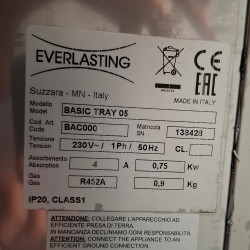 EVERLASTING
CE
EAC
Suzzara - MN - Italy
MADE IN ITALY
Modello
Model BASIC TRAY 05
Cod. Art.
Code BAC000 Matricola SN 138428
Tensione
Tension 230V~ / 1Ph / 50Hz CL.
Assorbimento
Absorption 4 A 0,75 Kw
Gas
Gas R452A 0,9 Kg
IP20, CLASS1
ATTENZIONE: COLLEGARE L'APPARECCHIO AD
EFFICIENTE PRESA DI TERRA.
IN MANCANZA DECLINIAMO OGNI RESPONSABILITÀ.
ATTENTION: CONNECT THE APPLIANCE TO AN
EFFICIENT GROUND CONNECTION. OTHERWISE,